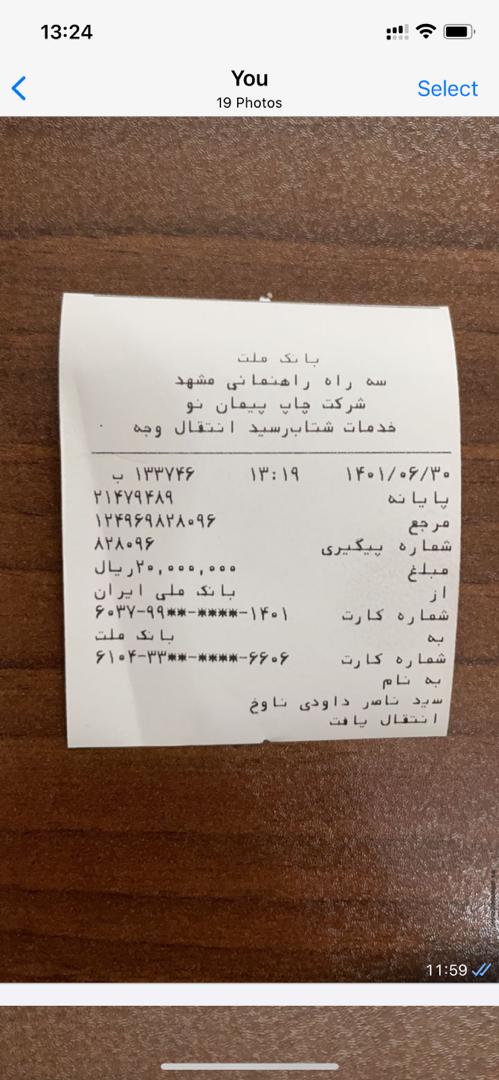 13:24
You
19 Photos
Select
بانک ملت
سه راه راهنمائی مشهد
شرکت چاپ پیمان نو
خدمات شتاب‌رسید انتقال وجه
۱۴۰۱/۰۶/۳۰ ۱۳:۱۹ ۱۳۳۷۴۶ ب
پایانه ۲۱۴۷۹۴۸۹
مرجع ۱۲۴۹۶۹۸۲۸۰۹۶
شماره پیگیری ۸۲۸۰۹۶
مبلغ ۲۰,۰۰۰,۰۰۰ریال
از بانک ملی ایران
شماره کارت ۶۰۳۷-۹۹**-****-۱۴۰۱
به بانک ملت
شماره کارت ۶۱۰۴-۳۳**-****-۶۶۰۶
به نام
سید ناصر داودی ناوخ
انتقال یافت
11:59